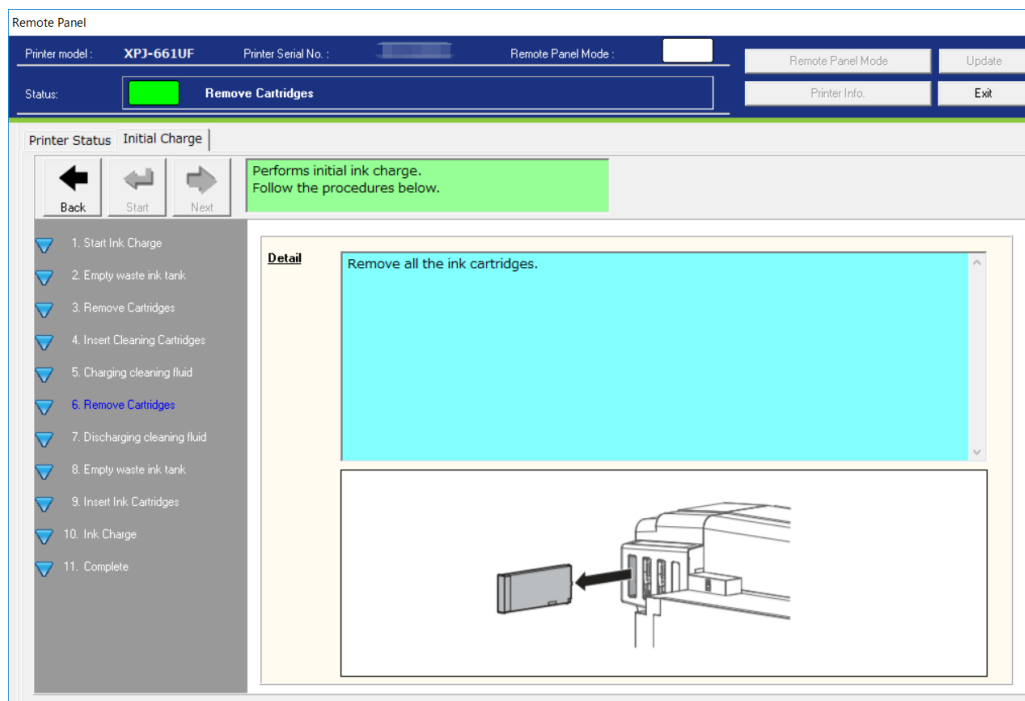 Remote Panel
Printer model : XPJ-661UF Printer Serial No. : Remote Panel Mode :
Remote Panel Mode Update
Status: Remove Cartridges
Printer Info. Exit
Printer Status Initial Charge
Back Start Next
Performs initial ink charge.
Follow the procedures below.
1. Start Ink Charge
2. Empty waste ink tank
3. Remove Cartridges
4. Insert Cleaning Cartridges
5. Charging cleaning fluid
6. Remove Cartridges
7. Discharging cleaning fluid
8. Empty waste ink tank
9. Insert Ink Cartridges
10. Ink Charge
11. Complete
Detail
Remove all the ink cartridges.